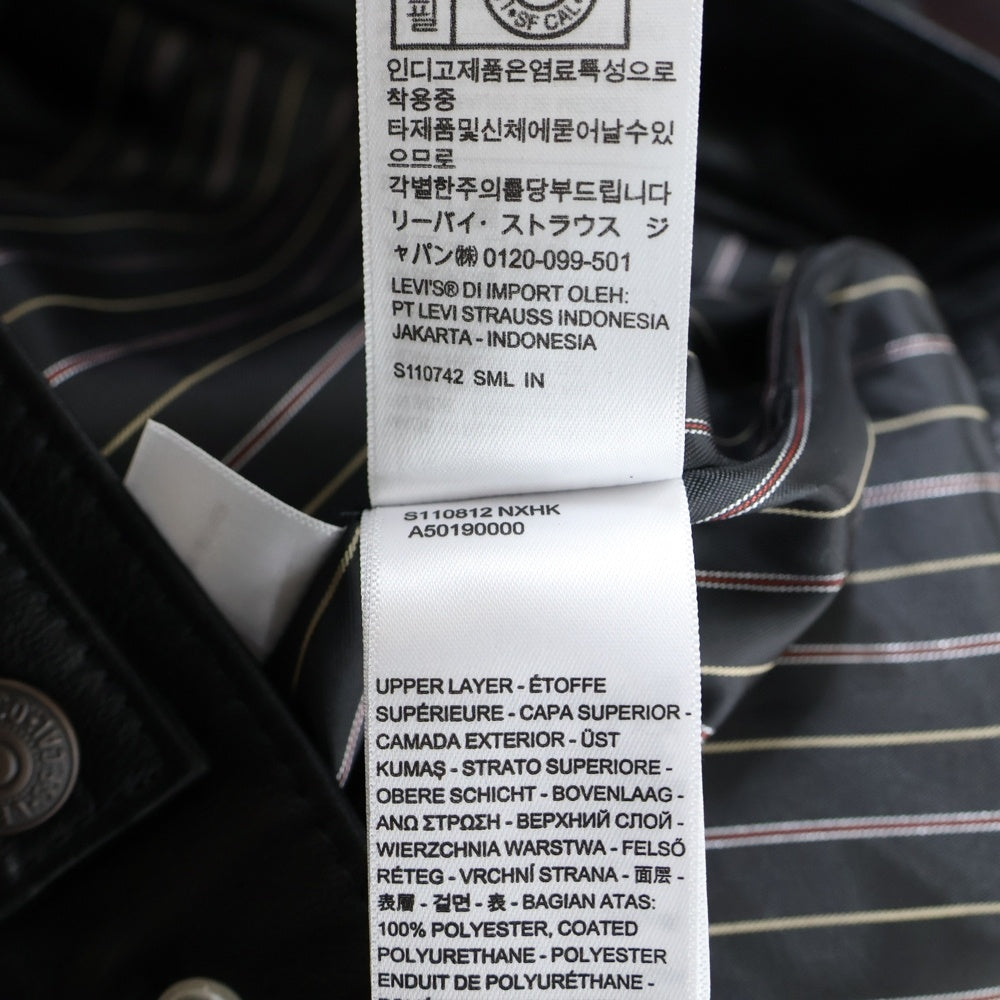 필
SF CAL
인디고제품은염료특성으로
착용중
타제품및신체에묻어날수있
으므로
각별한주의를당부드립니다
リーバイ・ストラウス ジ
ャパン㈱ 0120-099-501
LEVI'S® DI IMPORT OLEH:
PT LEVI STRAUSS INDONESIA
JAKARTA - INDONESIA
S110742 SML IN
S110812 NXHK
A50190000
UPPER LAYER - ÉTOFFE
SUPÉRIEURE - CAPA SUPERIOR -
CAMADA EXTERIOR - ÜST
KUMAŞ - STRATO SUPERIORE -
OBERE SCHICHT - BOVENLAAG -
ΑΝΩ ΣΤΡΩΣΗ - ВЕРХНИЙ СЛОЙ -
WIERZCHNIA WARSTWA - FELSŐ
RÉTEG - VRCHNÍ STRANA - 面层 -
表層 - 겉면 - 表 - BAGIAN ATAS:
100% POLYESTER, COATED
POLYURETHANE - POLYESTER
ENDUIT DE POLYURÉTHANE -